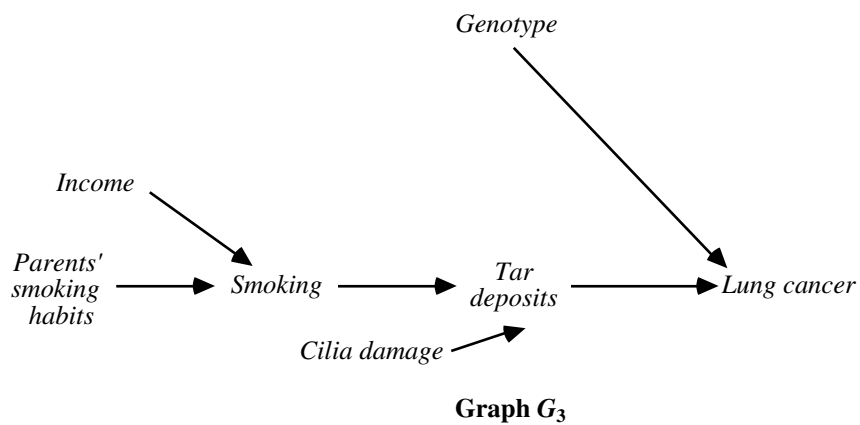 Genotype
Income
Parents'
smoking
habits
Smoking
Tar
deposits
Lung cancer
Cilia damage
Graph G3